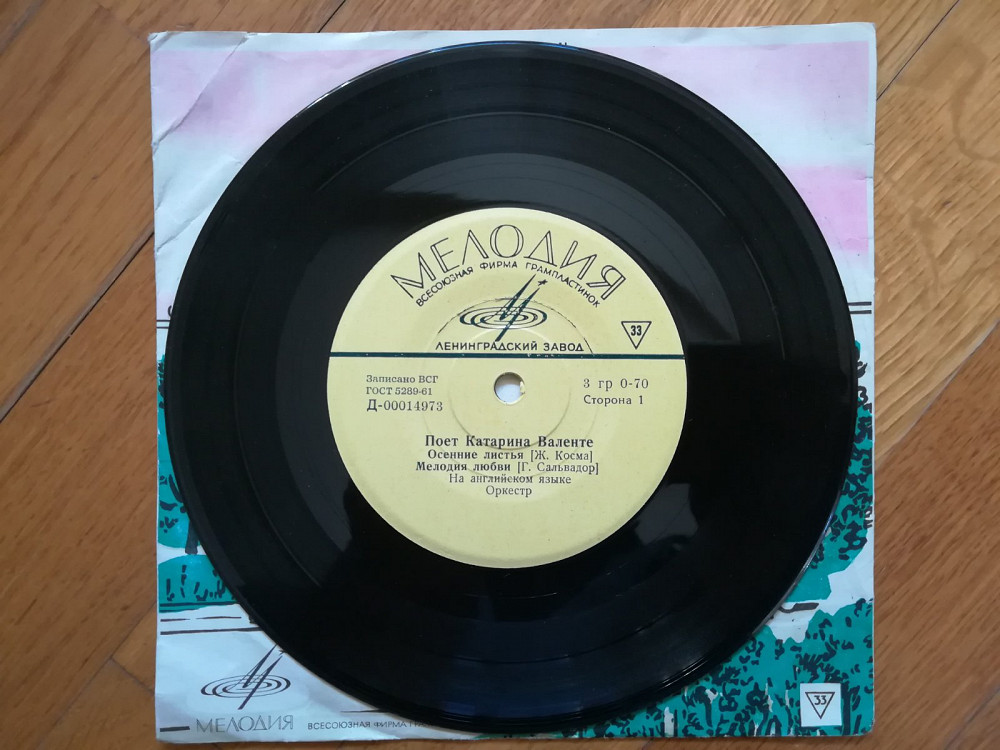 МЕЛОДИЯ
ВСЕСОЮЗНАЯ ФИРМА ГРАМПЛАСТИНОК
33
ЛЕНИНГРАДСКИЙ ЗАВОД
Записано ВСГ
ГОСТ 5289-61
Д-00014973
3 гр 0-70
Сторона 1
Поет Катарина Валенте
Осенние листья [Ж. Косма]
Мелодия любви [Г. Сальвадор]
На английском языке
Оркестр
33
МЕЛОДИЯ
ВСЕСОЮЗНАЯ ФИРМА